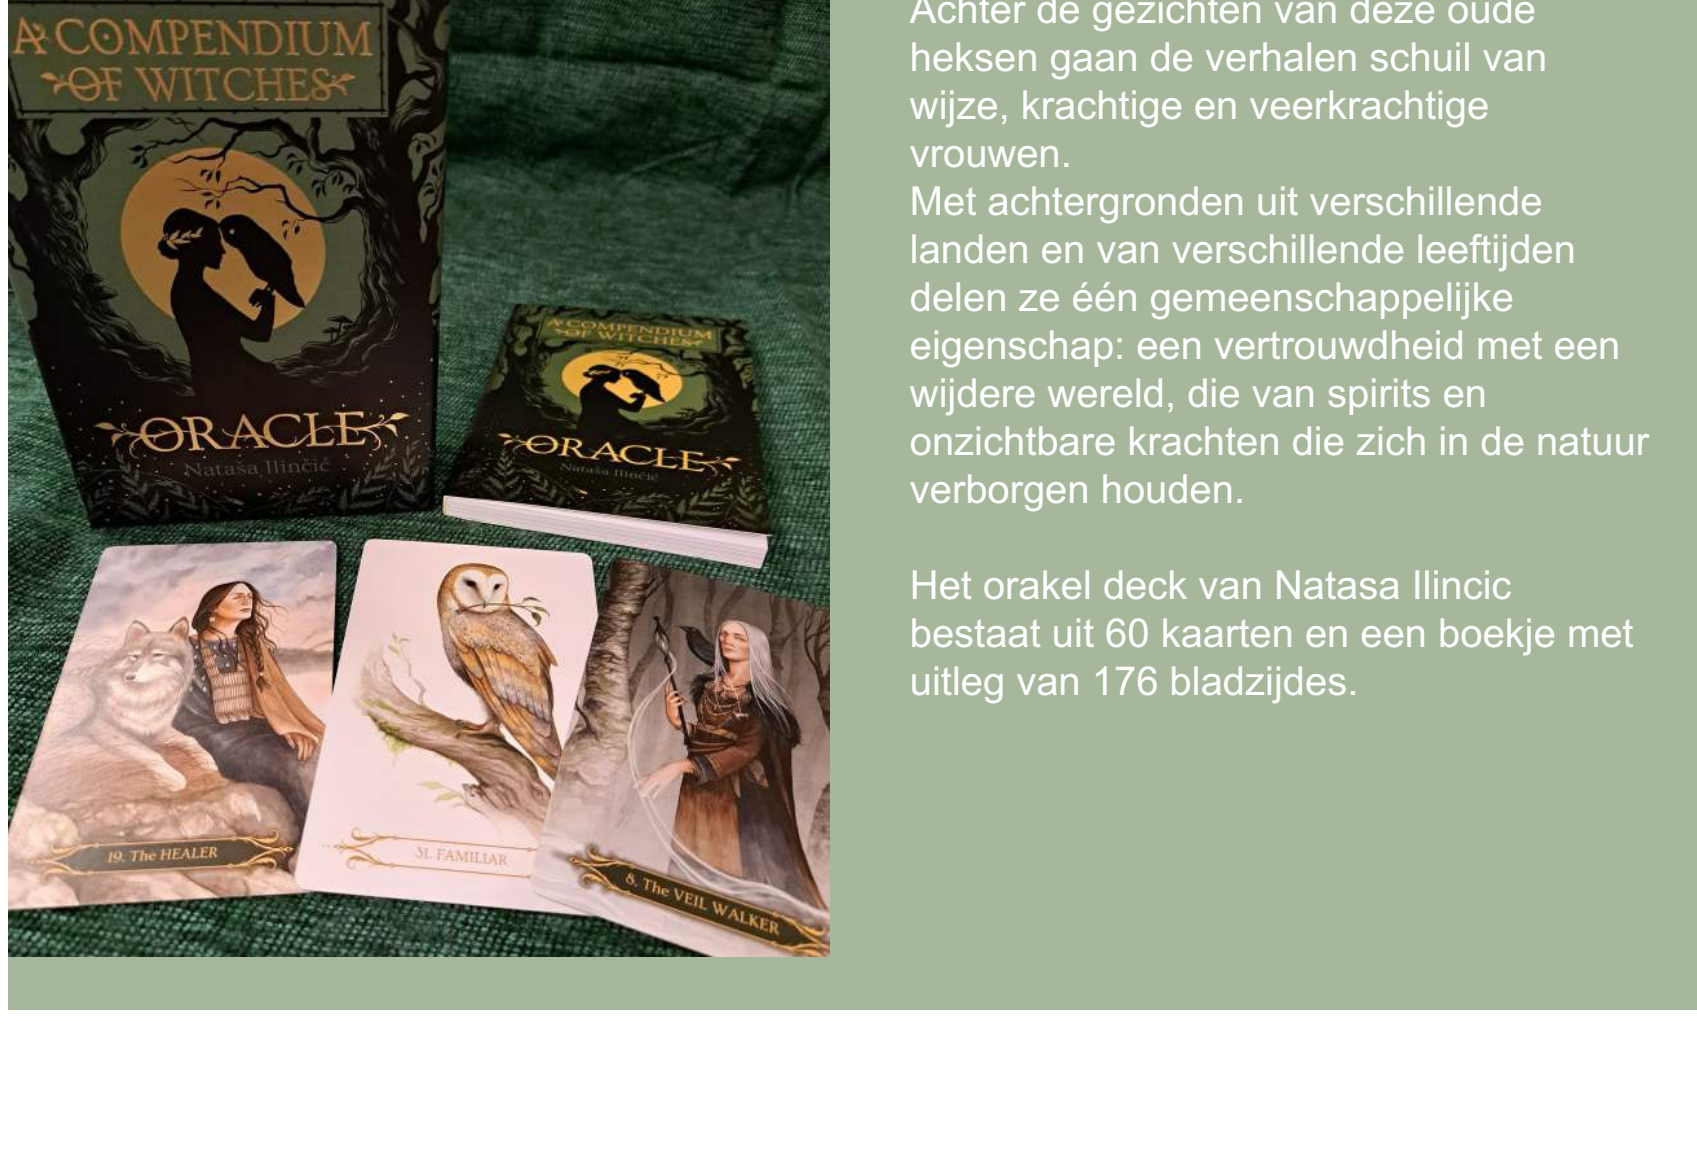 A COMPENDIUM
OF WITCHES
ORACLE
Nataša Ilinčić
A COMPENDIUM
OF WITCHES
ORACLE
Nataša Ilinčić
19. The HEALER
31. FAMILIAR
8. The VEIL WALKER
Achter de gezichten van deze oude
heksen gaan de verhalen schuil van
wijze, krachtige en veerkrachtige
vrouwen.
Met achtergronden uit verschillende
landen en van verschillende leeftijden
delen ze één gemeenschappelijke
eigenschap: een vertrouwdheid met een
wijdere wereld, die van spirits en
onzichtbare krachten die zich in de natuur
verborgen houden.
Het orakel deck van Natasa Ilincic
bestaat uit 60 kaarten en een boekje met
uitleg van 176 bladzijdes.